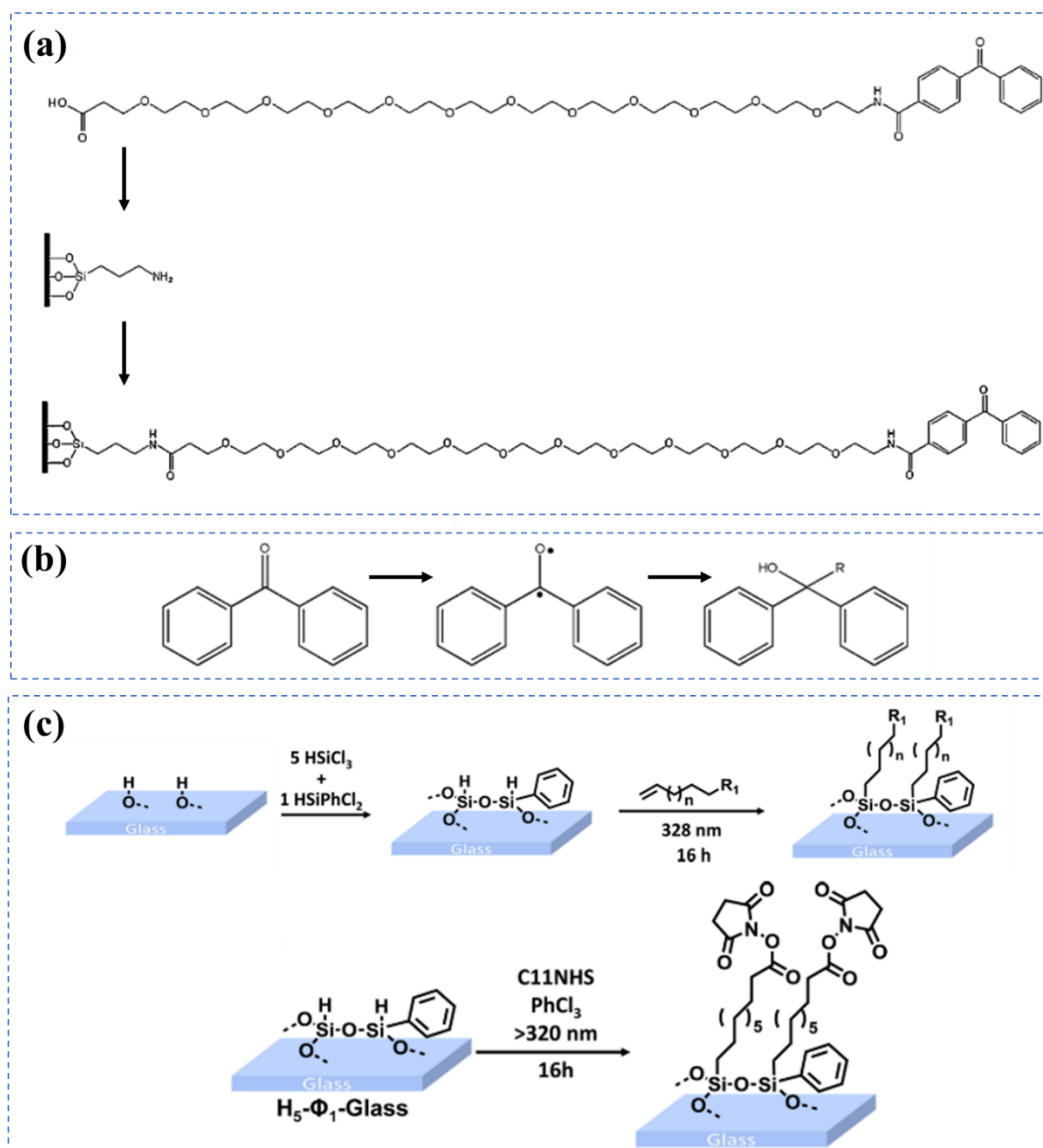 (a)
O
HO O O O O O O O O O O O O H
N
O O
O
O Si NH₂
O
O
O O Si O H
N O O O O O O O O O O O O H
N
O O O
(b)
O
O•
•
HO R
(c)
H H
O O
Glass
5 HSiCl₃
+
1 HSiPhCl₂
H H
O Si-O-Si
O O
Glass
( )n R₁
328 nm
16 h
R₁ R₁
( )n ( )n
O Si-O-Si
O O
Glass
H H
O Si-O-Si
O O
Glass
H₅-Φ₁-Glass
C11NHS
PhCl₃
>320 nm
16h
O N O O N O
O O
O O
( )5 ( )5
O Si-O-Si
O O
Glass